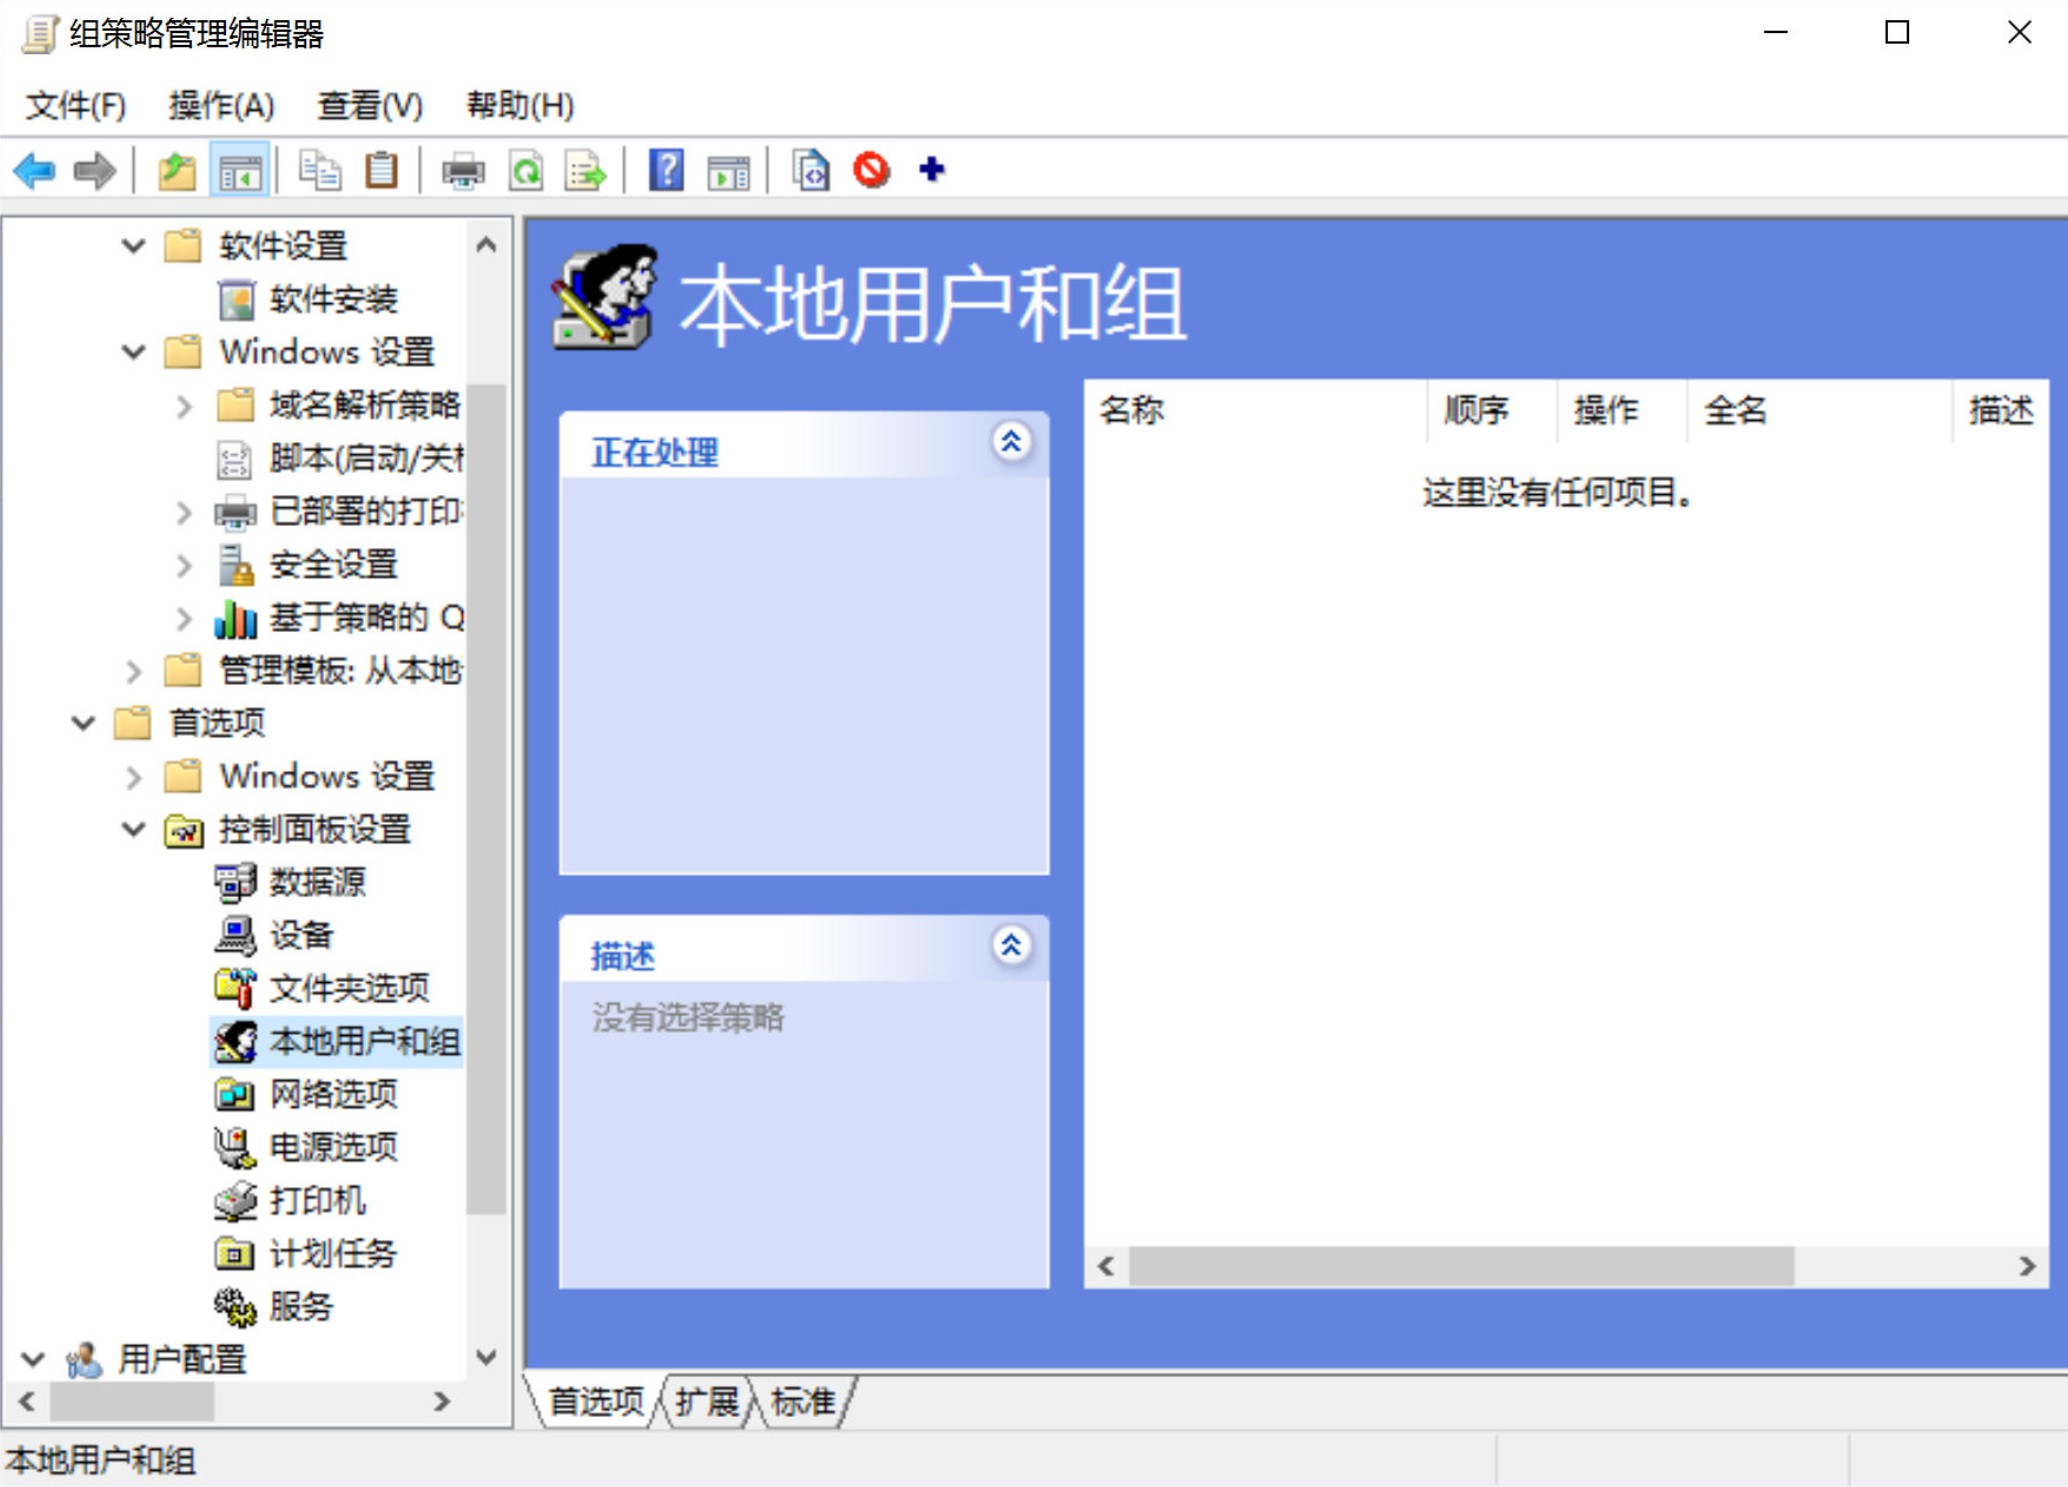 组策略管理编辑器
文件(F) 操作(A) 查看(V) 帮助(H)
软件设置
软件安装
Windows 设置
域名解析策略
脚本(启动/关
已部署的打印
安全设置
基于策略的 Q
管理模板: 从本地
首选项
Windows 设置
控制面板设置
数据源
设备
文件夹选项
本地用户和组
网络选项
电源选项
打印机
计划任务
服务
用户配置
本地用户和组
正在处理
描述
没有选择策略
名称 顺序 操作 全名 描述
这里没有任何项目。
首选项 扩展 标准
本地用户和组